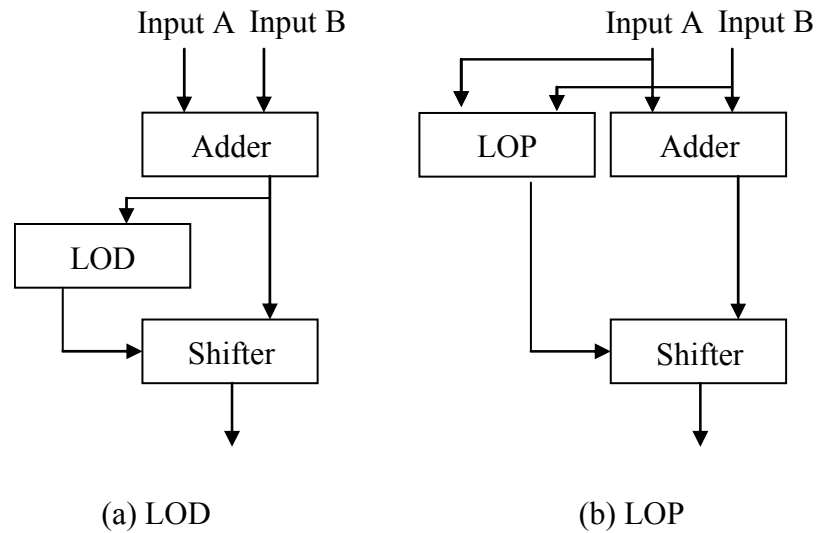 Input A Input B
Adder
LOD
Shifter
(a) LOD
Input A Input B
LOP Adder
Shifter
(b) LOP